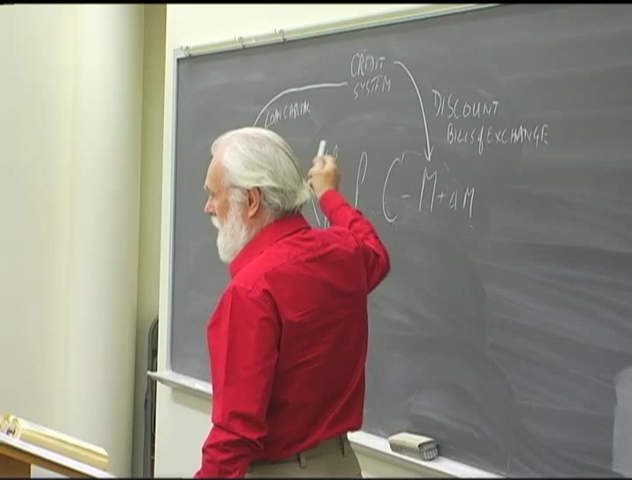 CREDIT
SYSTEM
LOAN CAPITAL
DISCOUNT
BILLS of EXCHANGE
P C - M + ΔM